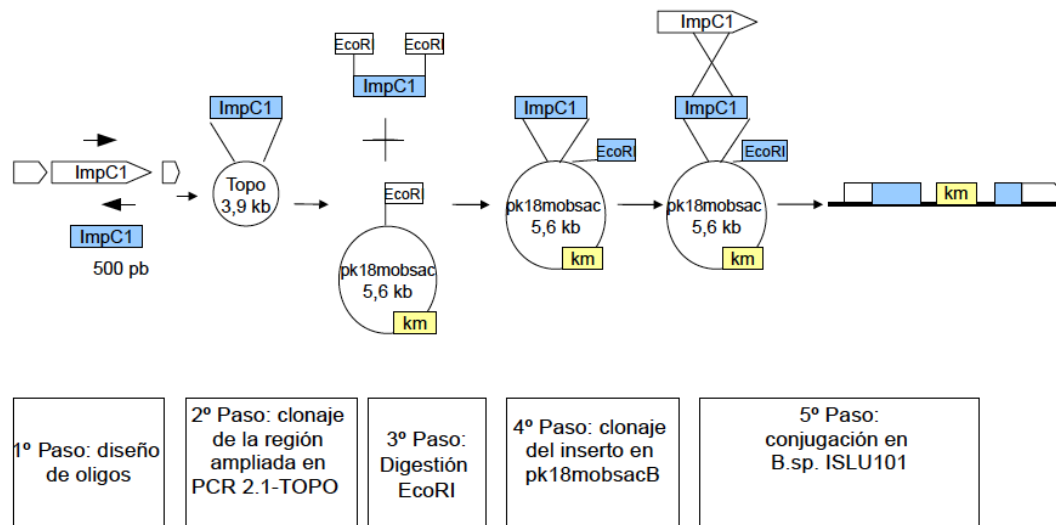 ImpC1
ImpC1
500 pb
ImpC1
Topo
3,9 kb
EcoRI
EcoRI
ImpC1
EcoRI
pk18mobsac
5,6 kb
km
ImpC1
EcoRI
pk18mobsac
5,6 kb
km
ImpC1
ImpC1
EcoRI
pk18mobsac
5,6 kb
km
km
1º Paso: diseño
de oligos
2º Paso: clonaje
de la región
ampliada en
PCR 2.1-TOPO
3º Paso:
Digestión
EcoRI
4º Paso: clonaje
del inserto en
pk18mobsacB
5º Paso:
conjugación en
B.sp. ISLU101